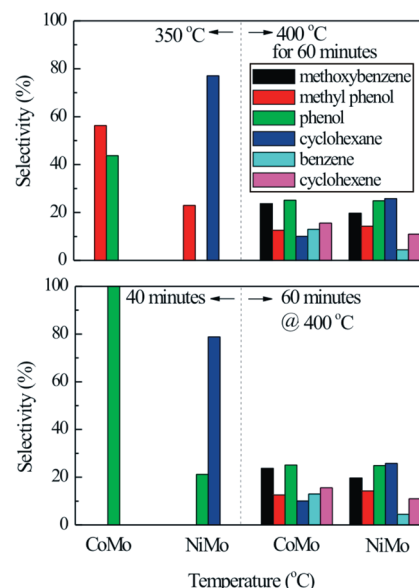 350 °C
400 °C
for 60 minutes
methoxybenzene
methyl phenol
phenol
cyclohexane
benzene
cyclohexene
100
80
60
40
20
0
Selectivity (%)
40 minutes
60 minutes
@ 400 °C
100
80
60
40
20
0
Selectivity (%)
CoMo
NiMo
CoMo
NiMo
Temperature (°C)